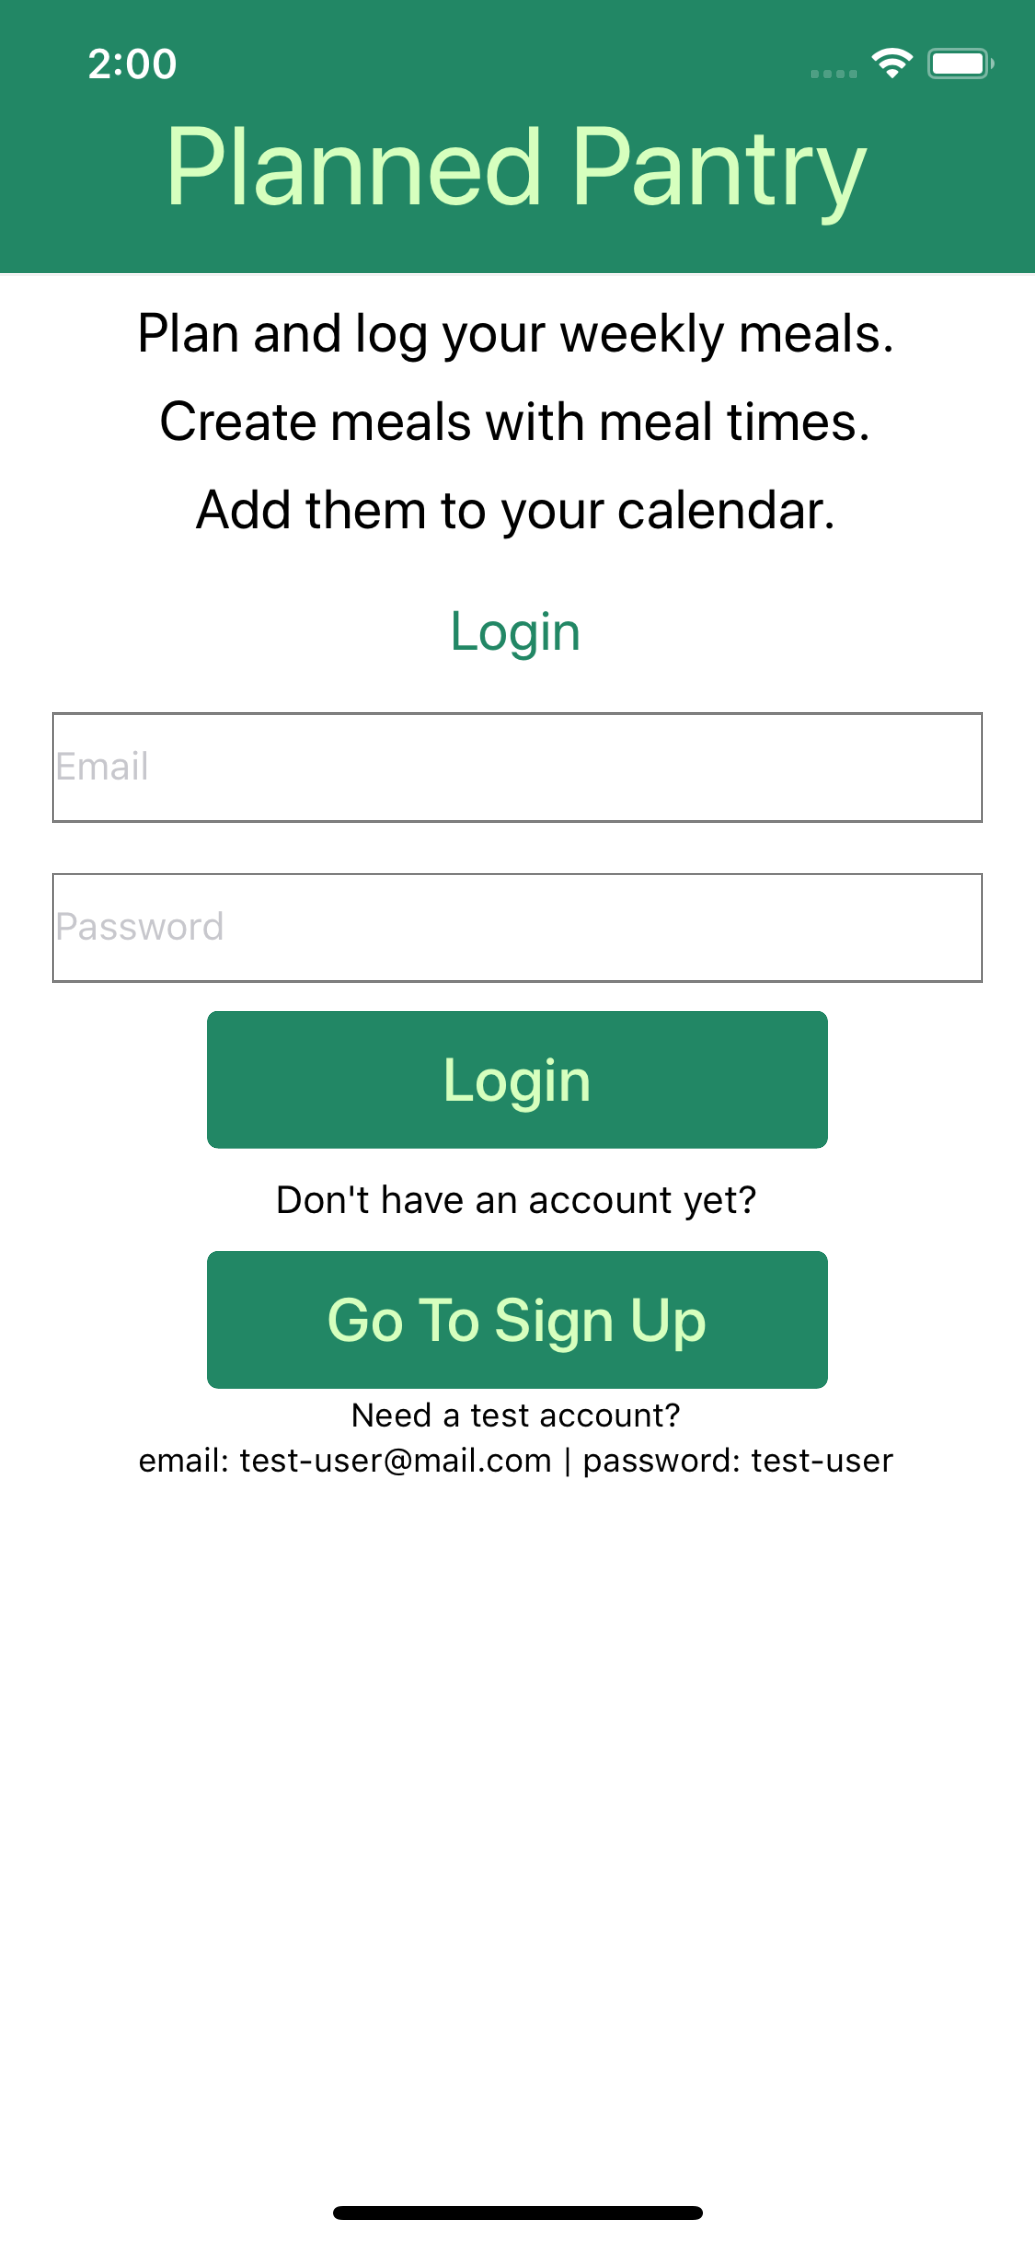 2:00
Planned Pantry
Plan and log your weekly meals.
Create meals with meal times.
Add them to your calendar.
Login
Email
Password
Login
Don't have an account yet?
Go To Sign Up
Need a test account?
email: test-user@mail.com | password: test-user